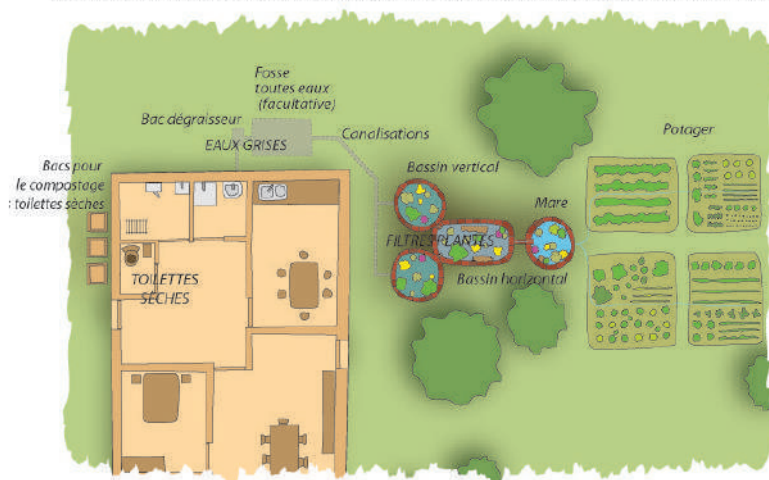 Fosse
toutes eaux
(facultative)
Bac dégraisseur
EAUX GRISES
Canalisations
Potager
Bacs pour
le compostage
s toilettes sèches
Bassin vertical
Mare
FILTRES PLANTÉS
Bassin horizontal
TOILETTES
SÈCHES